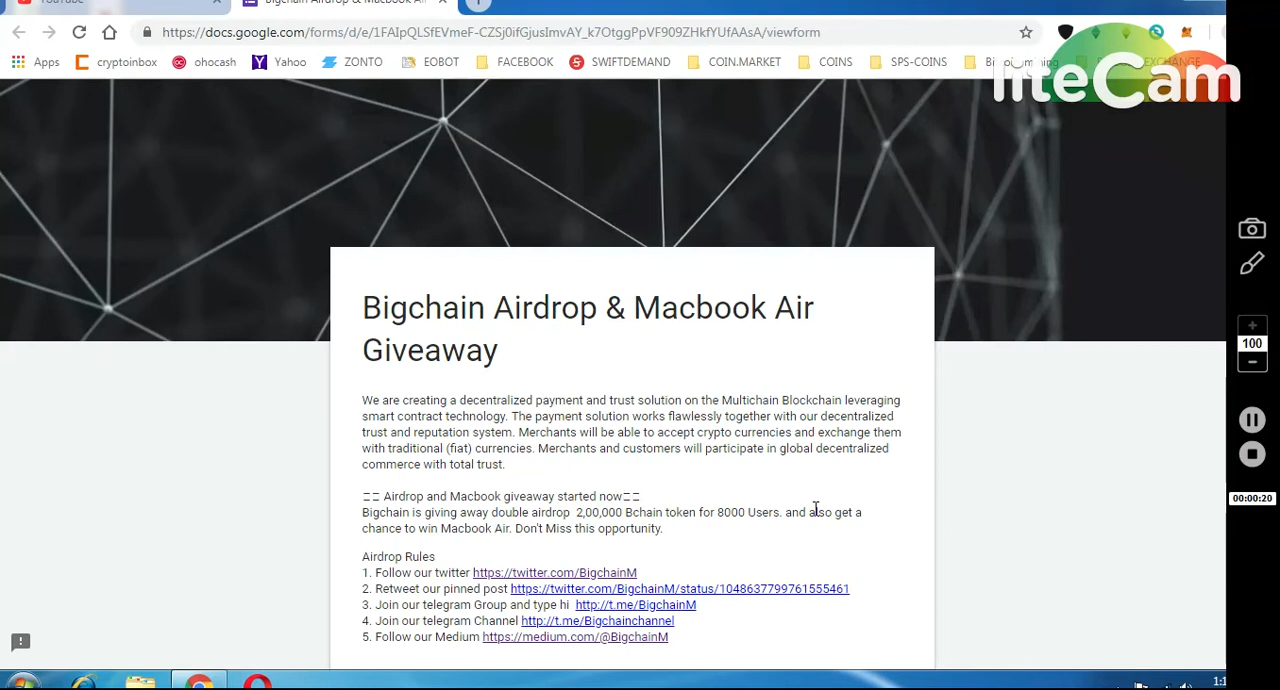 YouTube
Bigchain Airdrop & Macbook Air
https://docs.google.com/forms/d/e/1FAIpQLSfEVmeF-CZSJ0ifGjusImvAY_k7OtggPpVF909ZHkfYUfAAsA/viewform
Apps cryptoinbox ohocash Yahoo ZONTO EOBOT FACEBOOK SWIFTDEMAND COIN.MARKET COINS SPS-COINS
liteCam
Bigchain Airdrop & Macbook Air
Giveaway
We are creating a decentralized payment and trust solution on the Multichain Blockchain leveraging
smart contract technology. The payment solution works flawlessly together with our decentralized
trust and reputation system. Merchants will be able to accept crypto currencies and exchange them
with traditional (fiat) currencies. Merchants and customers will participate in global decentralized
commerce with total trust.
Airdrop and Macbook giveaway started now
Bigchain is giving away double airdrop 2,00,000 Bchain token for 8000 Users. and also get a
chance to win Macbook Air. Don't Miss this opportunity.
Airdrop Rules
1. Follow our twitter https://twitter.com/BigchainM
2. Retweet our pinned post https://twitter.com/BigchainM/status/1048637799761555461
3. Join our telegram Group and type hi http://t.me/BigchainM
4. Join our telegram Channel http://t.me/Bigchainchannel
5. Follow our Medium https://medium.com/@BigchainM
100
00:00:20